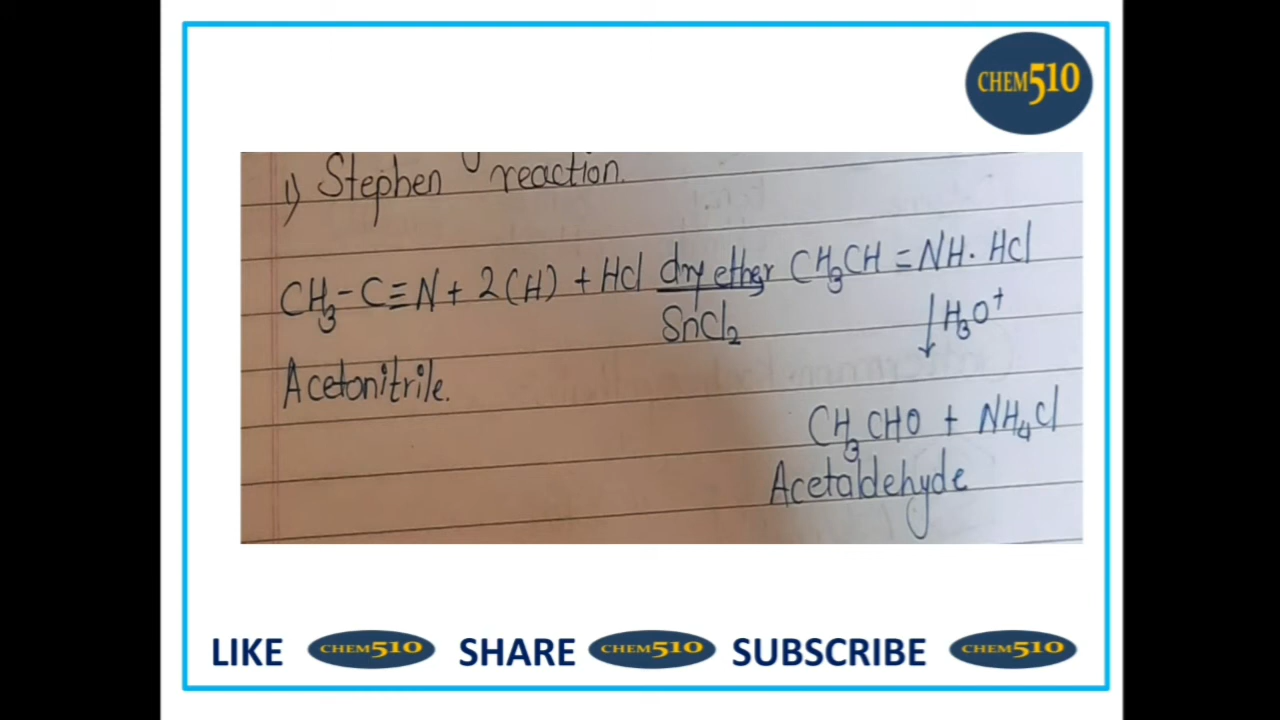 CHEM510
1) Stephen reaction.
CH₃-C≡N + 2(H) + HCl dry ether CH₃CH=NH·HCl
SnCl₂ ↓H₃O⁺
Acetonitrile.
CH₃CHO + NH₄Cl
Acetaldehyde
LIKE CHEM510 SHARE CHEM510 SUBSCRIBE CHEM510